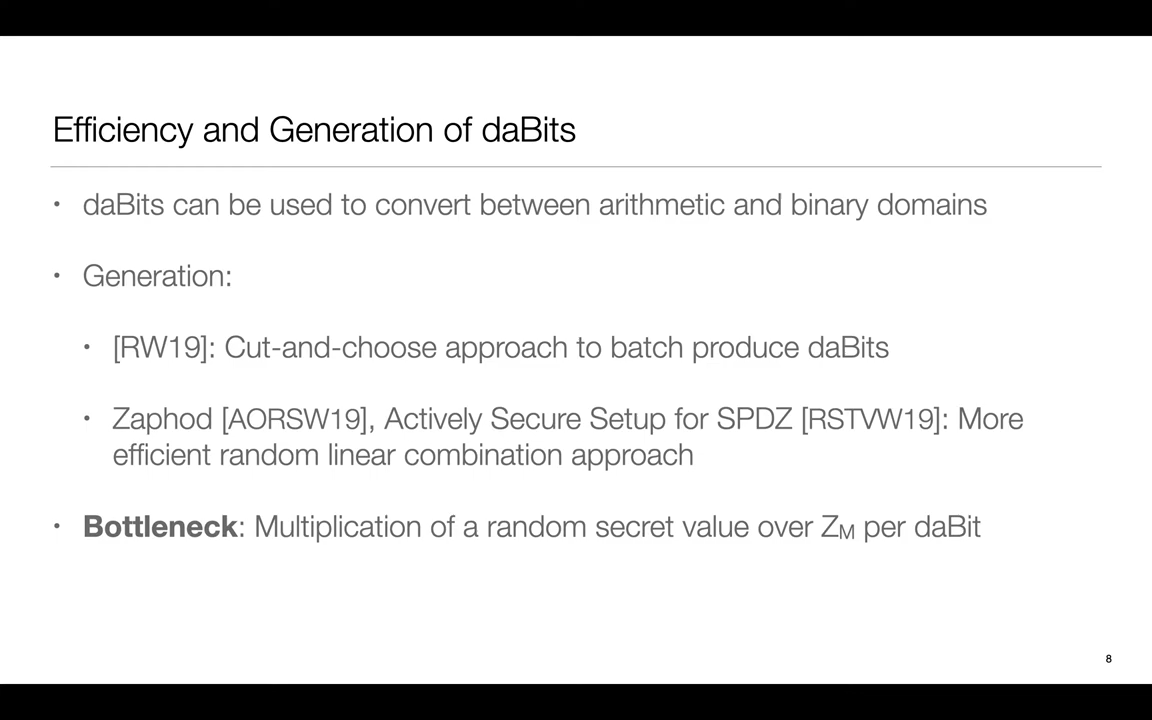 Efficiency and Generation of daBits
• daBits can be used to convert between arithmetic and binary domains
• Generation:
• [RW19]: Cut-and-choose approach to batch produce daBits
• Zaphod [AORSW19], Actively Secure Setup for SPDZ [RSTVW19]: More
efficient random linear combination approach
• Bottleneck: Multiplication of a random secret value over ZM per daBit
8